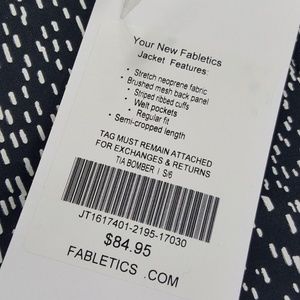 Your New Fabletics
Jacket Features:
• Stretch neoprene fabric
• Brushed mesh back panel
• Striped ribbed cuffs
• Welt pockets
• Regular fit
• Semi-cropped length
TAG MUST REMAIN ATTACHED
FOR EXCHANGES & RETURNS
TIA BOMBER | S/6
JT1617401-2195-17030
$84.95
FABLETICS .COM